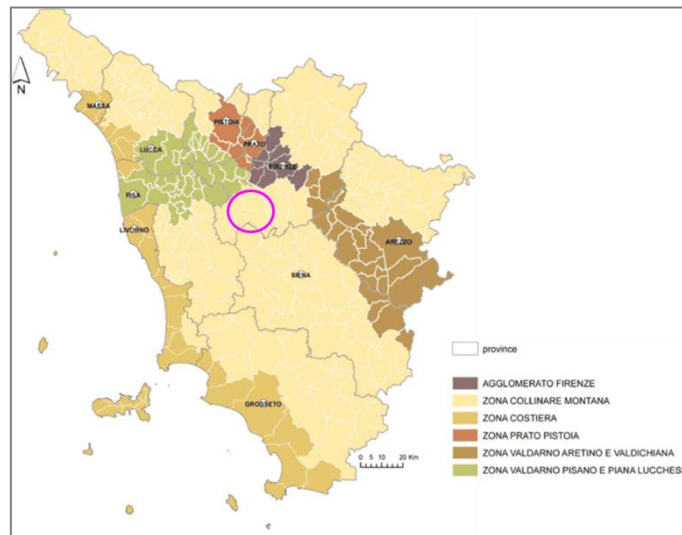 N
MASSA
PISTOIA
PRATO
LUCCA
FIRENZE
PISA
LIVORNO
AREZZO
SIENA
GROSSETO
0 5 10 20 Km
province
AGGLOMERATO FIRENZE
ZONA COLLINARE MONTANA
ZONA COSTIERA
ZONA PRATO PISTOIA
ZONA VALDARNO ARETINO E VALDICHIANA
ZONA VALDARNO PISANO E PIANA LUCCHES